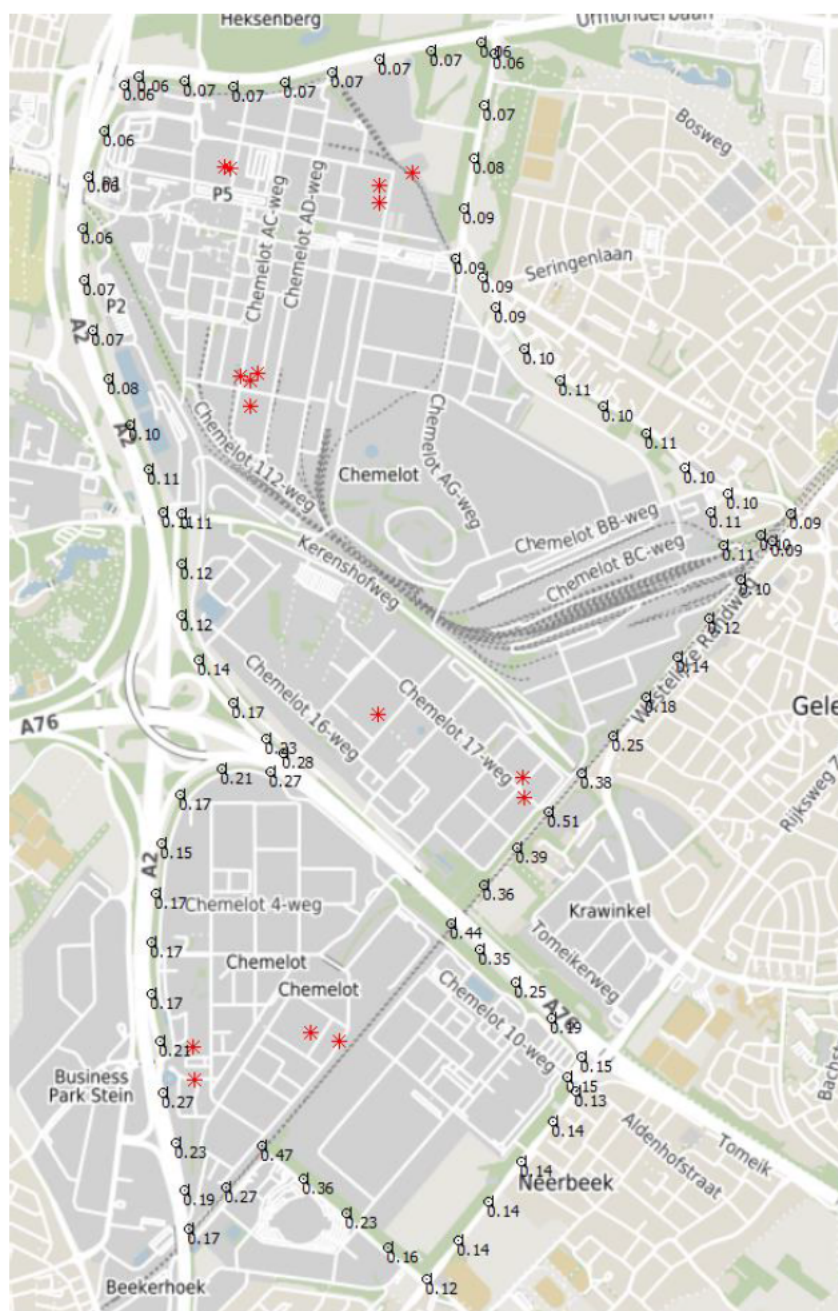 Heksenberg
Urmonderbaan
0.06
0.06
0.07
0.07
0.06
0.06
0.07
0.07
0.07
0.07
0.06
Bosweg
0.08
P5
0.09
0.06
Chemelot AC-weg
Chemelot AD-weg
Seringenlaan
0.09
0.09
0.07
P2
0.09
A2
0.07
0.10
0.08
0.11
0.10
0.10
A2
0.11
Chemelot 112-weg
Chemelot AG-weg
Chemelot
0.11
0.10
0.10
0.11
0.11
0.09
Chemelot BB-weg
Kerenshofweg
Chemelot BC-weg
0.11
0.09
0.12
0.10
0.12
0.12
0.14
0.14
Chemelot 16-weg
Chemelot 17-weg
0.18
0.17
Gele
A76
0.25
0.23
0.28
0.21
0.27
0.38
0.17
Rijksweg Z
0.51
0.15
A2
0.39
0.17
0.36
Chemelot 4-weg
Krawinkel
0.44
0.17
0.35
Tomeikerweg
Chemelot
Chemelot
0.25
0.17
Chemelot 10-weg
A76
0.19
0.21
0.15
Business
Park Stein
0.15
0.27
0.13
Bachst
0.14
Aldenhofstraat
0.23
0.47
Tomeik
0.14
0.36
Neerbeek
0.19
0.27
0.14
0.23
0.17
0.14
0.16
Beekerhoek
0.12